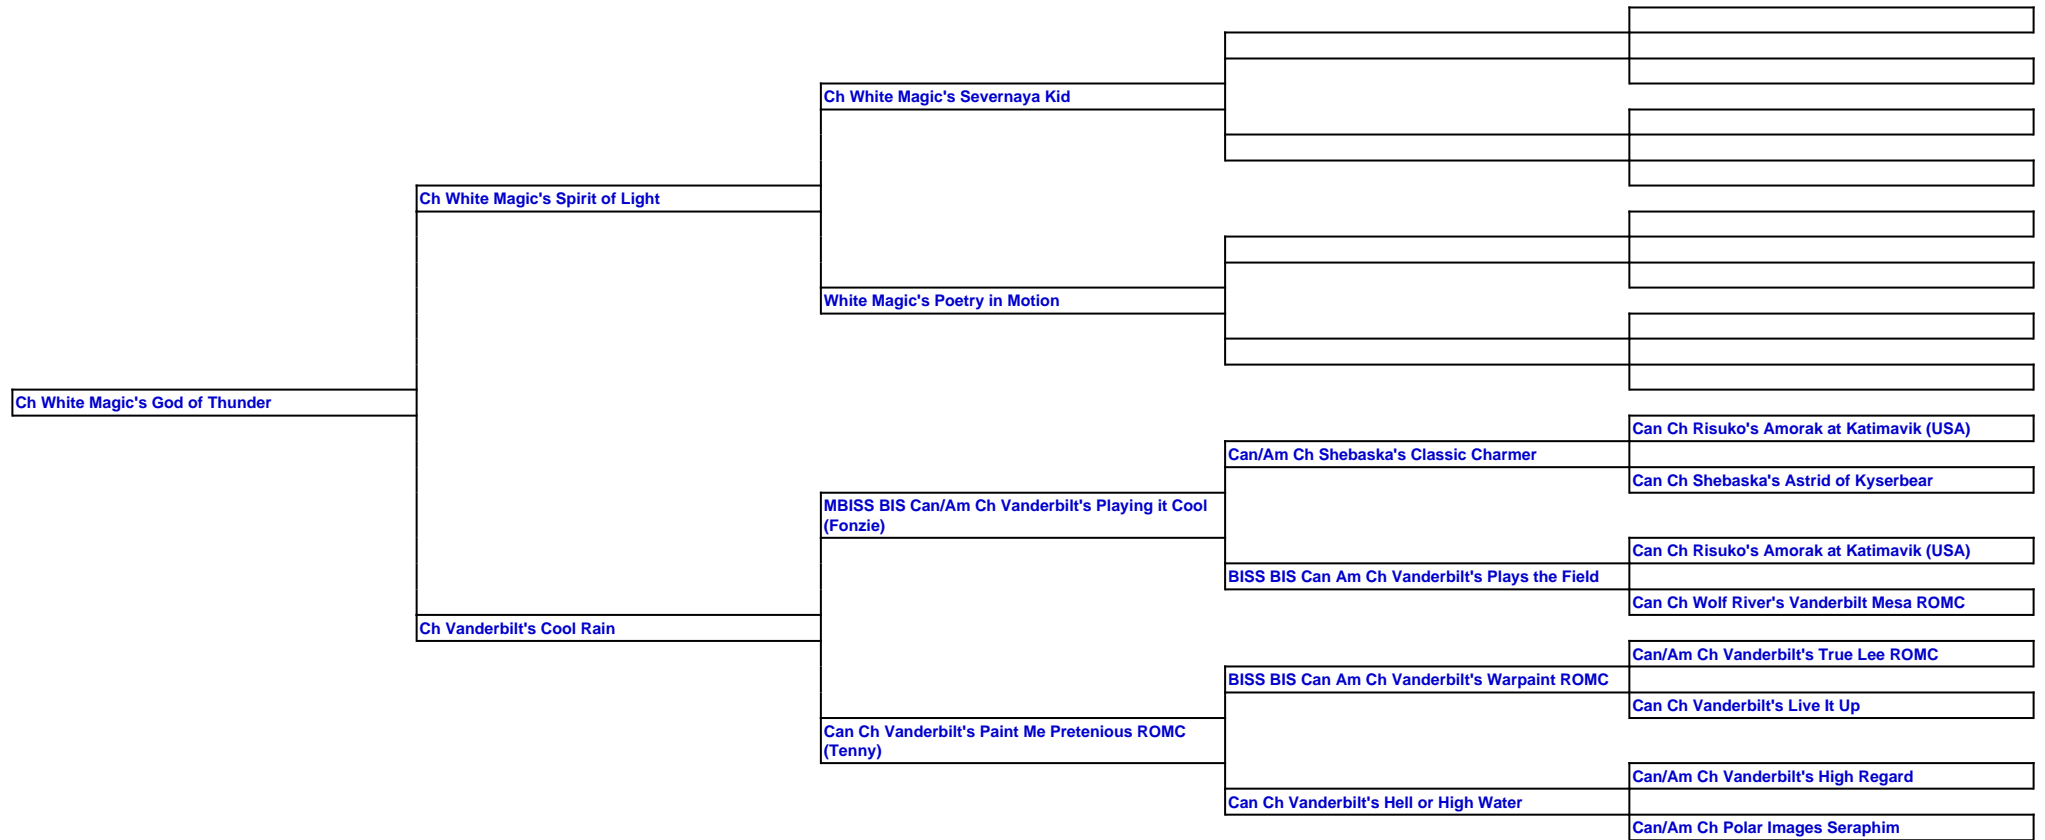 Ch White Magic's Severnaya Kid
Ch White Magic's Spirit of Light
White Magic's Poetry in Motion
Ch White Magic's God of Thunder
Can Ch Risuko's Amorak at Katimavik (USA)
Can/Am Ch Shebaska's Classic Charmer
Can Ch Shebaska's Astrid of Kyserbear
MBISS BIS Can/Am Ch Vanderbilt's Playing it Cool
(Fonzie)
Can Ch Risuko's Amorak at Katimavik (USA)
BISS BIS Can Am Ch Vanderbilt's Plays the Field
Can Ch Wolf River's Vanderbilt Mesa ROMC
Ch Vanderbilt's Cool Rain
Can/Am Ch Vanderbilt's True Lee ROMC
BISS BIS Can Am Ch Vanderbilt's Warpaint ROMC
Can Ch Vanderbilt's Live It Up
Can Ch Vanderbilt's Paint Me Pretenious ROMC
(Tenny)
Can/Am Ch Vanderbilt's High Regard
Can Ch Vanderbilt's Hell or High Water
Can/Am Ch Polar Images Seraphim